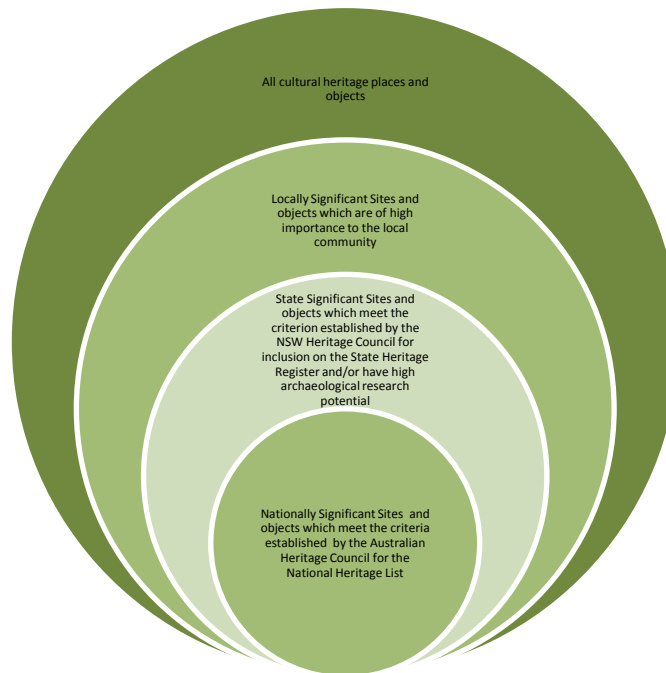 All cultural heritage places and
objects
Locally Significant Sites and
objects which are of high
importance to the local
community
State Significant Sites and
objects which meet the
criterion established by the
NSW Heritage Council for
inclusion on the State Heritage
Register and/or have high
archaeological research
potential
Nationally Significant Sites and
objects which meet the criteria
established by the Australian
Heritage Council for the
National Heritage List